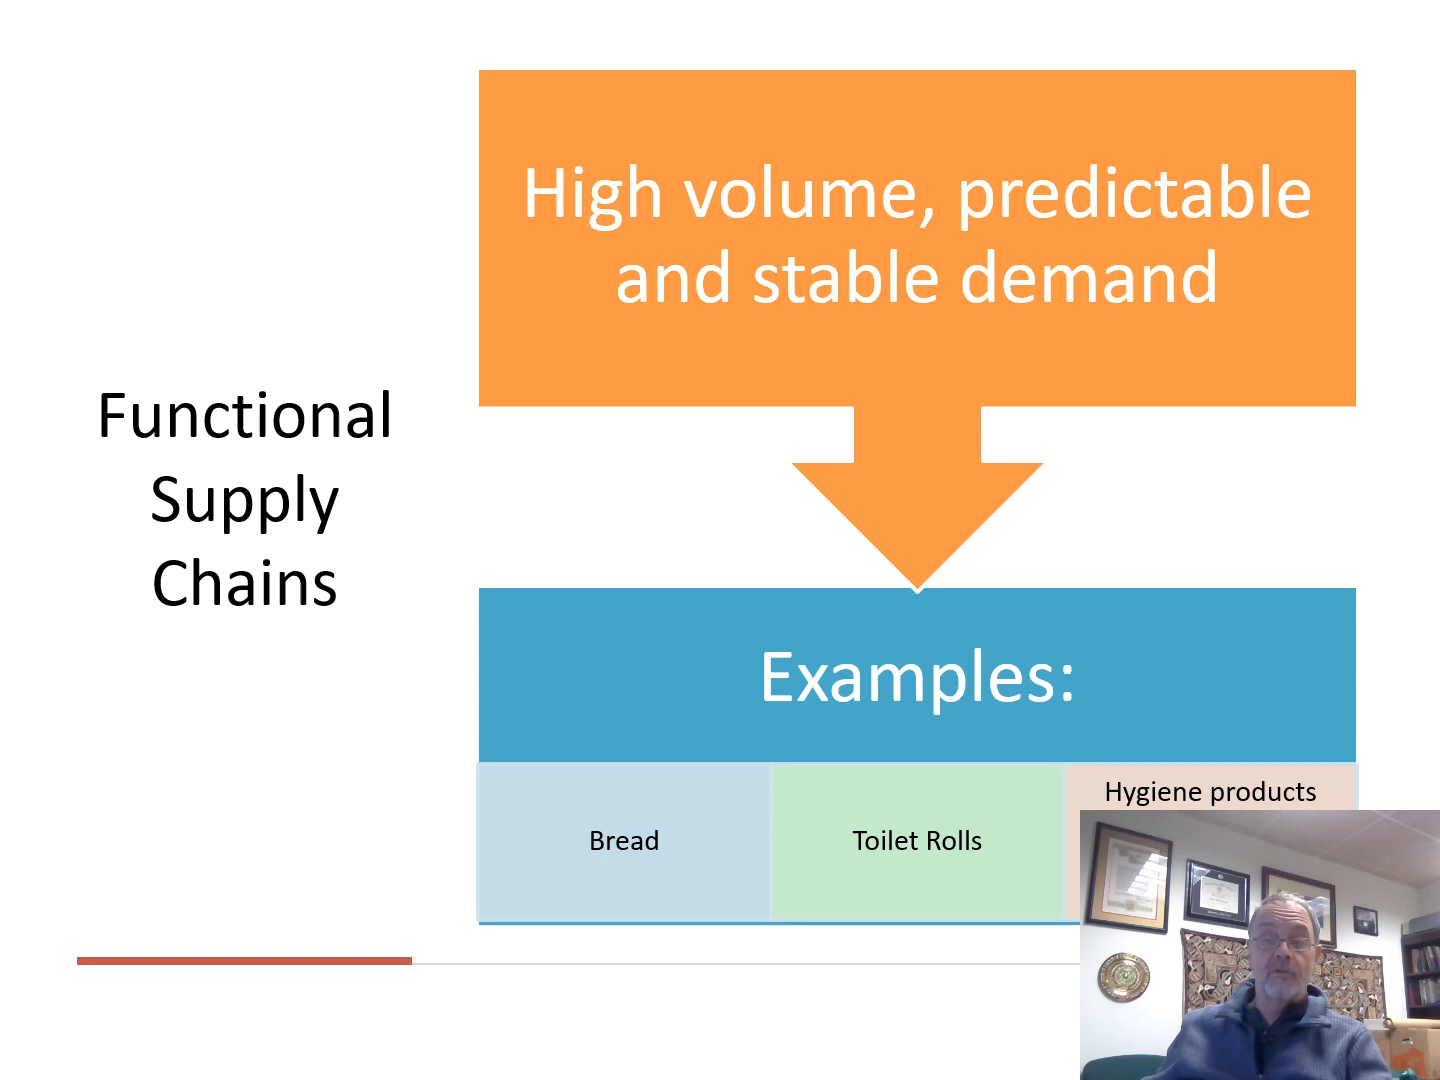 Functional
Supply
Chains
High volume, predictable
and stable demand
Examples:
Bread
Toilet Rolls
Hygiene products